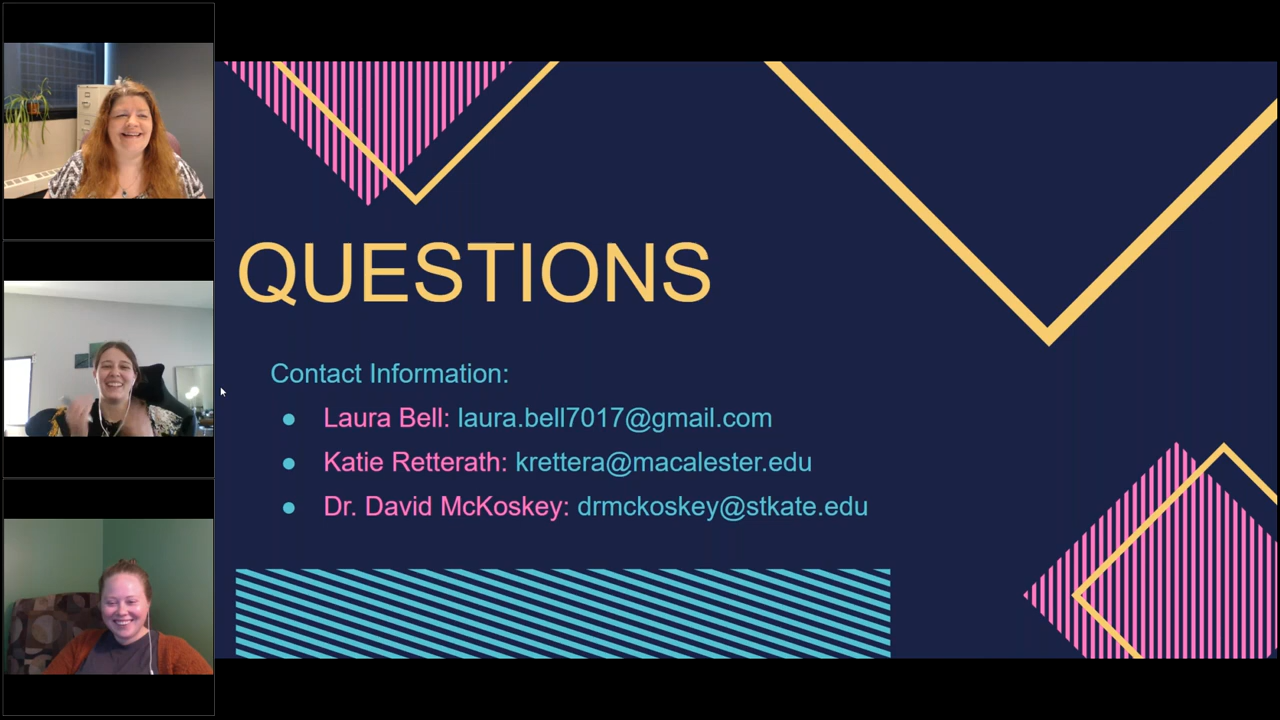 QUESTIONS
Contact Information:
● Laura Bell: laura.bell7017@gmail.com
● Katie Retterath: krettera@macalester.edu
● Dr. David McKoskey: drmckoskey@stkate.edu